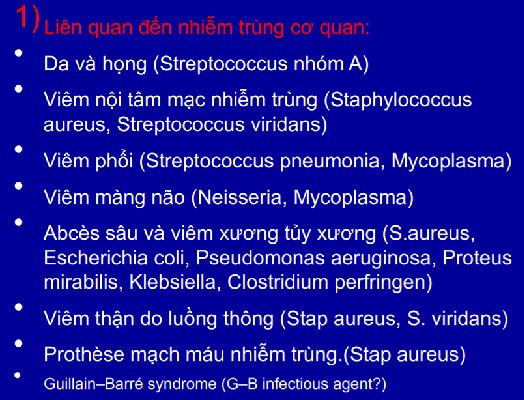 1) Liên quan đến nhiễm trùng cơ quan:
• Da và họng (Streptococcus nhóm A)
• Viêm nội tâm mạc nhiễm trùng (Staphylococcus
aureus, Streptococcus viridans)
• Viêm phổi (Streptococcus pneumonia, Mycoplasma)
• Viêm màng não (Neisseria, Mycoplasma)
• Abcès sâu và viêm xương tủy xương (S.aureus,
Escherichia coli, Pseudomonas aeruginosa, Proteus
mirabilis, Klebsiella, Clostridium perfringen)
• Viêm thận do luồng thông (Stap aureus, S. viridans)
• Prothèse mạch máu nhiễm trùng.(Stap aureus)
• Guillain–Barré syndrome (G–B infectious agent?)